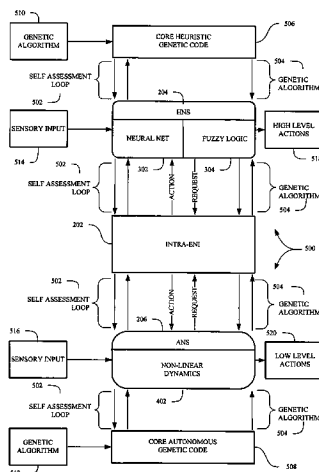 510
GENETIC
ALGORITHM
CORE HEURISTIC
GENETIC CODE
506
SELF ASSESSMENT
LOOP
502
504
GENETIC
ALGORITHM
204
ENS
SENSORY INPUT
514
502
NEURAL NET
FUZZY LOGIC
HIGH LEVEL
ACTIONS
SELF ASSESSMENT
LOOP
302
304
ACTION
REQUEST
GENETIC
ALGORITHM
504
202
INTRA-ENI
500
502
SELF ASSESSMENT
LOOP
ACTION
REQUEST
GENETIC
ALGORITHM
504
516
206
520
SENSORY INPUT
ANS
NON-LINEAR
DYNAMICS
LOW LEVEL
ACTIONS
502
SELF ASSESSMENT
LOOP
402
GENETIC
ALGORITHM
504
GENETIC
ALGORITHM
CORE AUTONOMOUS
GENETIC CODE
508